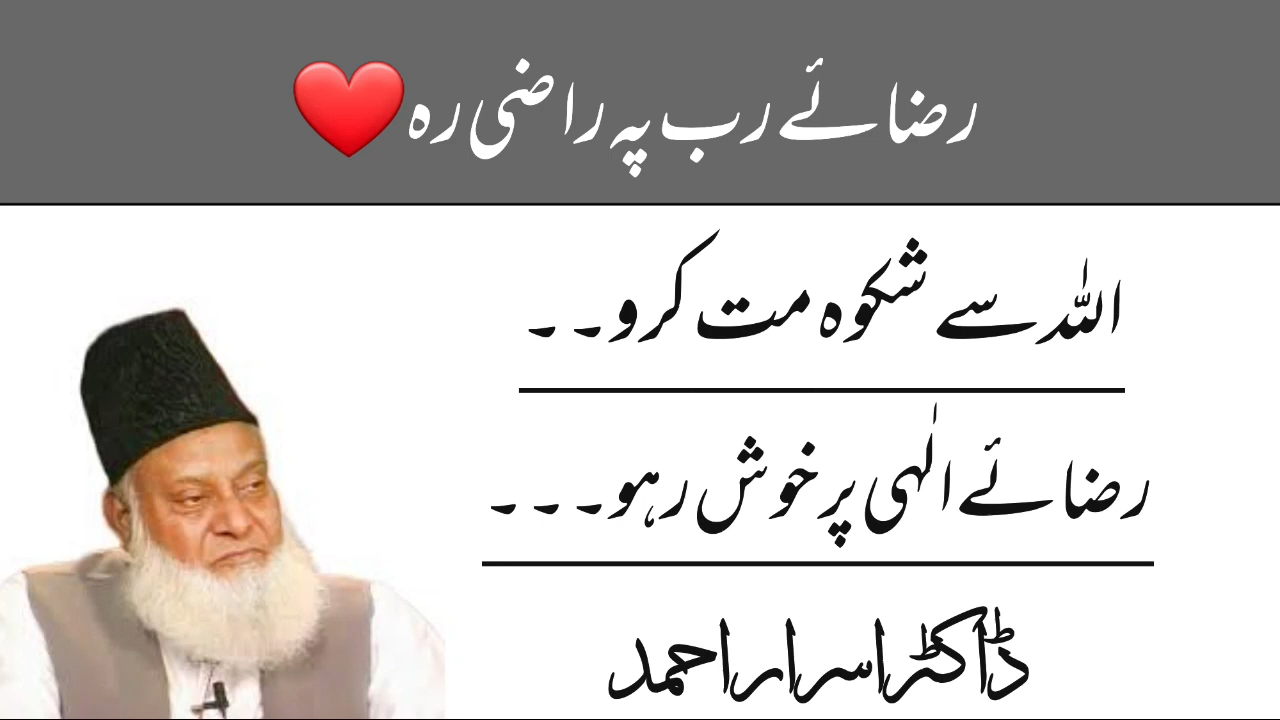 رضائے رب پہ راضی رہ❤️
اللہ سے شکوہ مت کرو۔۔
رضائے الٰہی پر خوش رہو۔۔۔
ڈاکٹر اسرار احمد